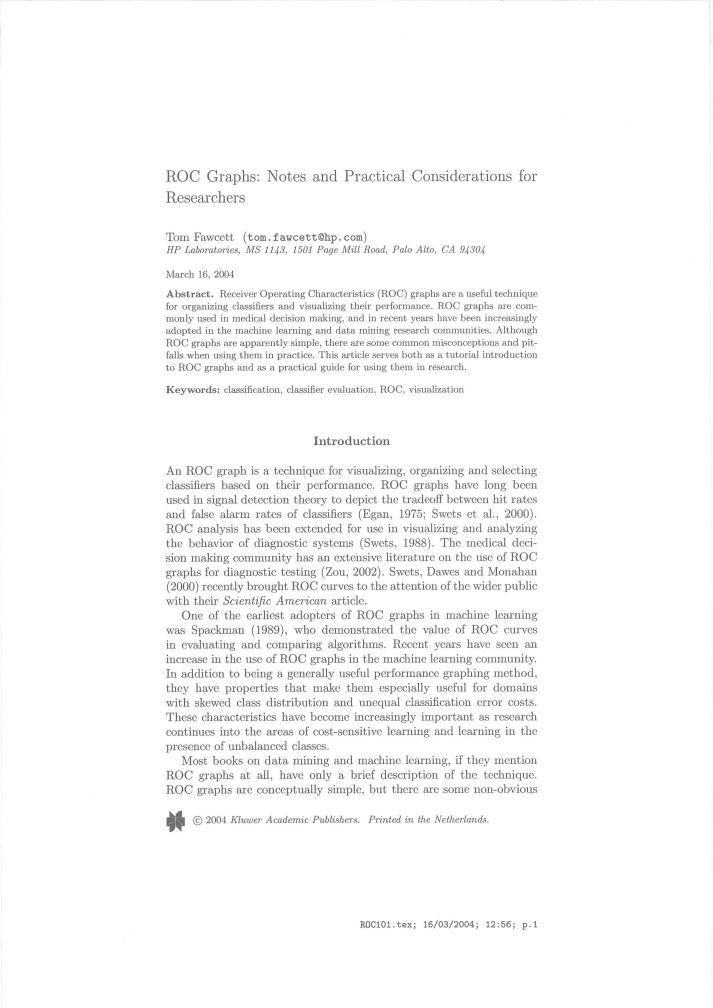 ROC Graphs: Notes and Practical Considerations for
Researchers
Tom Fawcett (tom.fawcett@hp.com)
HP Laboratories, MS 1143, 1501 Page Mill Road, Palo Alto, CA 94304
March 16, 2004
Abstract. Receiver Operating Characteristics (ROC) graphs are a useful technique
for organizing classifiers and visualizing their performance. ROC graphs are com-
monly used in medical decision making, and in recent years have been increasingly
adopted in the machine learning and data mining research communities. Although
ROC graphs are apparently simple, there are some common misconceptions and pit-
falls when using them in practice. This article serves both as a tutorial introduction
to ROC graphs and as a practical guide for using them in research.
Keywords: classification, classifier evaluation, ROC, visualization
Introduction
An ROC graph is a technique for visualizing, organizing and selecting
classifiers based on their performance. ROC graphs have long been
used in signal detection theory to depict the tradeoff between hit rates
and false alarm rates of classifiers (Egan, 1975; Swets et al., 2000).
ROC analysis has been extended for use in visualizing and analyzing
the behavior of diagnostic systems (Swets, 1988). The medical deci-
sion making community has an extensive literature on the use of ROC
graphs for diagnostic testing (Zou, 2002). Swets, Dawes and Monahan
(2000) recently brought ROC curves to the attention of the wider public
with their Scientific American article.
One of the earliest adopters of ROC graphs in machine learning
was Spackman (1989), who demonstrated the value of ROC curves
in evaluating and comparing algorithms. Recent years have seen an
increase in the use of ROC graphs in the machine learning community.
In addition to being a generally useful performance graphing method,
they have properties that make them especially useful for domains
with skewed class distribution and unequal classification error costs.
These characteristics have become increasingly important as research
continues into the areas of cost-sensitive learning and learning in the
presence of unbalanced classes.
Most books on data mining and machine learning, if they mention
ROC graphs at all, have only a brief description of the technique.
ROC graphs are conceptually simple, but there are some non-obvious
© 2004 Kluwer Academic Publishers. Printed in the Netherlands.
ROC101.tex; 16/03/2004; 12:56; p.1